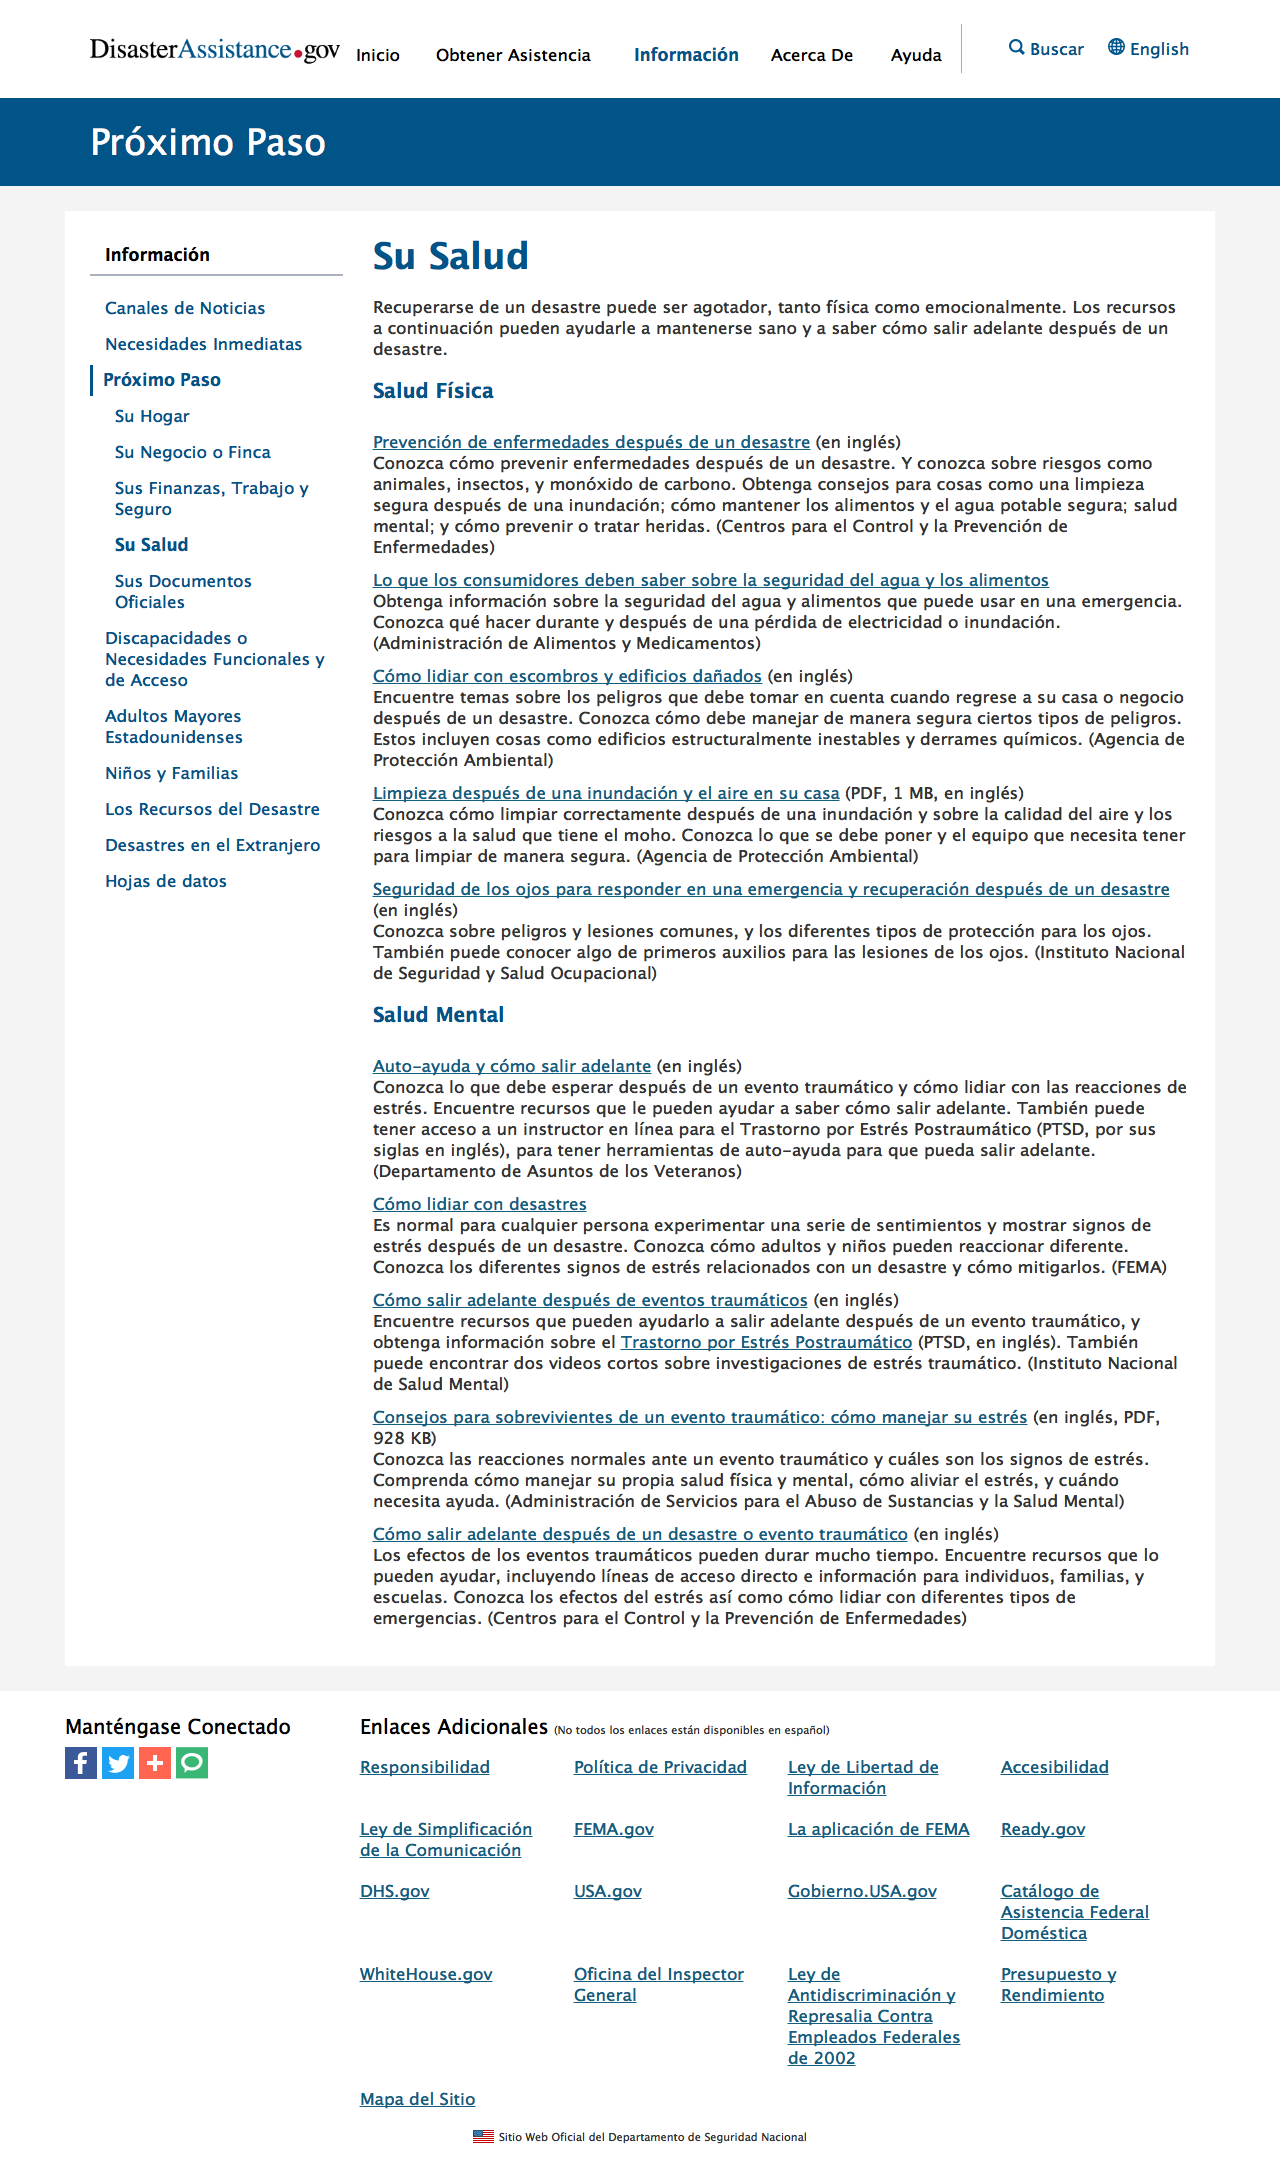 DisasterAssistance.gov
Inicio
Obtener Asistencia
Información
Acerca De
Ayuda
Buscar
English
Próximo Paso
Información
Canales de Noticias
Necesidades Inmediatas
Próximo Paso
Su Hogar
Su Negocio o Finca
Sus Finanzas, Trabajo y
Seguro
Su Salud
Sus Documentos
Oficiales
Discapacidades o
Necesidades Funcionales y
de Acceso
Adultos Mayores
Estadounidenses
Niños y Familias
Los Recursos del Desastre
Desastres en el Extranjero
Hojas de datos
Su Salud
Recuperarse de un desastre puede ser agotador, tanto física como emocionalmente. Los recursos
a continuación pueden ayudarle a mantenerse sano y a saber cómo salir adelante después de un
desastre.
Salud Física
Prevención de enfermedades después de un desastre (en inglés)
Conozca cómo prevenir enfermedades después de un desastre. Y conozca sobre riesgos como
animales, insectos, y monóxido de carbono. Obtenga consejos para cosas como una limpieza
segura después de una inundación; cómo mantener los alimentos y el agua potable segura; salud
mental; y cómo prevenir o tratar heridas. (Centros para el Control y la Prevención de
Enfermedades)
Lo que los consumidores deben saber sobre la seguridad del agua y los alimentos
Obtenga información sobre la seguridad del agua y alimentos que puede usar en una emergencia.
Conozca qué hacer durante y después de una pérdida de electricidad o inundación.
(Administración de Alimentos y Medicamentos)
Cómo lidiar con escombros y edificios dañados (en inglés)
Encuentre temas sobre los peligros que debe tomar en cuenta cuando regrese a su casa o negocio
después de un desastre. Conozca cómo debe manejar de manera segura ciertos tipos de peligros.
Estos incluyen cosas como edificios estructuralmente inestables y derrames químicos. (Agencia de
Protección Ambiental)
Limpieza después de una inundación y el aire en su casa (PDF, 1 MB, en inglés)
Conozca cómo limpiar correctamente después de una inundación y sobre la calidad del aire y los
riesgos a la salud que tiene el moho. Conozca lo que se debe poner y el equipo que necesita tener
para limpiar de manera segura. (Agencia de Protección Ambiental)
Seguridad de los ojos para responder en una emergencia y recuperación después de un desastre
(en inglés)
Conozca sobre peligros y lesiones comunes, y los diferentes tipos de protección para los ojos.
También puede conocer algo de primeros auxilios para las lesiones de los ojos. (Instituto Nacional
de Seguridad y Salud Ocupacional)
Salud Mental
Auto-ayuda y cómo salir adelante (en inglés)
Conozca lo que debe esperar después de un evento traumático y cómo lidiar con las reacciones de
estrés. Encuentre recursos que le pueden ayudar a saber cómo salir adelante. También puede
tener acceso a un instructor en línea para el Trastorno por Estrés Postraumático (PTSD, por sus
siglas en inglés), para tener herramientas de auto-ayuda para que pueda salir adelante.
(Departamento de Asuntos de los Veteranos)
Cómo lidiar con desastres
Es normal para cualquier persona experimentar una serie de sentimientos y mostrar signos de
estrés después de un desastre. Conozca cómo adultos y niños pueden reaccionar diferente.
Conozca los diferentes signos de estrés relacionados con un desastre y cómo mitigarlos. (FEMA)
Cómo salir adelante después de eventos traumáticos (en inglés)
Encuentre recursos que pueden ayudarlo a salir adelante después de un evento traumático, y
obtenga información sobre el Trastorno por Estrés Postraumático (PTSD, en inglés). También
puede encontrar dos videos cortos sobre investigaciones de estrés traumático. (Instituto Nacional
de Salud Mental)
Consejos para sobrevivientes de un evento traumático: cómo manejar su estrés (en inglés, PDF,
928 KB)
Conozca las reacciones normales ante un evento traumático y cuáles son los signos de estrés.
Comprenda cómo manejar su propia salud física y mental, cómo aliviar el estrés, y cuándo
necesita ayuda. (Administración de Servicios para el Abuso de Sustancias y la Salud Mental)
Cómo salir adelante después de un desastre o evento traumático (en inglés)
Los efectos de los eventos traumáticos pueden durar mucho tiempo. Encuentre recursos que lo
pueden ayudar, incluyendo líneas de acceso directo e información para individuos, familias, y
escuelas. Conozca los efectos del estrés así como cómo lidiar con diferentes tipos de
emergencias. (Centros para el Control y la Prevención de Enfermedades)
Manténgase Conectado
Enlaces Adicionales (No todos los enlaces están disponibles en español)
Responsibilidad
Política de Privacidad
Ley de Libertad de
Información
Accesibilidad
Ley de Simplificación
de la Comunicación
FEMA.gov
La aplicación de FEMA
Ready.gov
DHS.gov
USA.gov
Gobierno.USA.gov
Catálogo de
Asistencia Federal
Doméstica
WhiteHouse.gov
Oficina del Inspector
General
Ley de
Antidiscriminación y
Represalia Contra
Empleados Federales
de 2002
Presupuesto y
Rendimiento
Mapa del Sitio
Sitio Web Oficial del Departamento de Seguridad Nacional